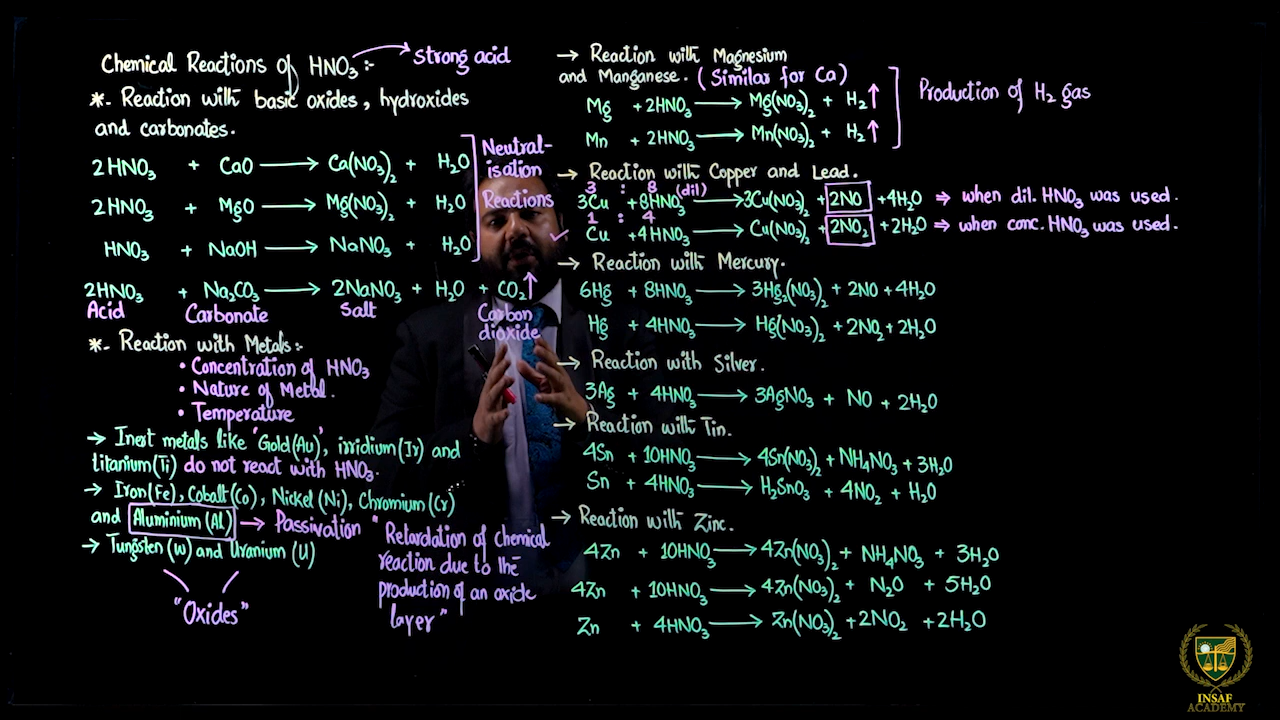 Chemical Reactions of HNO₃ :- → Strong acid
*- Reaction with basic oxides, hydroxides
and carbonates.
2HNO₃ + CaO → Ca(NO₃)₂ + H₂O
2HNO₃ + MgO → Mg(NO₃)₂ + H₂O
HNO₃ + NaOH → NaNO₃ + H₂O
Neutral-
isation
Reactions
2HNO₃ + Na₂CO₃ → 2NaNO₃ + H₂O + CO₂↑
Acid Carbonate Salt Carbon
dioxide
*- Reaction with Metals:-
• Concentration of HNO₃
• Nature of Metal.
• Temperature
→ Inert metals like 'Gold(Au)', irridium(Ir) and
titanium(Ti) do not react with HNO₃.
→ Iron(Fe), Cobalt(Co), Nickel(Ni), Chromium(Cr)
and Aluminium(Al) → Passivation "Retardation of chemical
reaction due to the
production of an oxide
layer"
→ Tungsten(W) and Uranium(U)
"Oxides"
→ Reaction with Magnesium
and Manganese. (Similar for Ca)
Mg + 2HNO₃ → Mg(NO₃)₂ + H₂↑
Mn + 2HNO₃ → Mn(NO₃)₂ + H₂↑
Production of H₂ gas
→ Reaction with Copper and Lead.
3 : 8 (dil)
3Cu + 8HNO₃ → 3Cu(NO₃)₂ + 2NO + 4H₂O ⇒ when dil. HNO₃ was used.
1 : 4
✓ Cu + 4HNO₃ → Cu(NO₃)₂ + 2NO₂ + 2H₂O ⇒ when conc. HNO₃ was used.
→ Reaction with Mercury.
6Hg + 8HNO₃ → 3Hg₂(NO₃)₂ + 2NO + 4H₂O
Hg + 4HNO₃ → Hg(NO₃)₂ + 2NO₂ + 2H₂O
→ Reaction with Silver.
3Ag + 4HNO₃ → 3AgNO₃ + NO + 2H₂O
→ Reaction with Tin.
4Sn + 10HNO₃ → 4Sn(NO₃)₂ + NH₄NO₃ + 3H₂O
Sn + 4HNO₃ → H₂SnO₃ + 4NO₂ + H₂O
→ Reaction with Zinc.
4Zn + 10HNO₃ → 4Zn(NO₃)₂ + NH₄NO₃ + 3H₂O
4Zn + 10HNO₃ → 4Zn(NO₃)₂ + N₂O + 5H₂O
Zn + 4HNO₃ → Zn(NO₃)₂ + 2NO₂ + 2H₂O
INSAF
ACADEMY